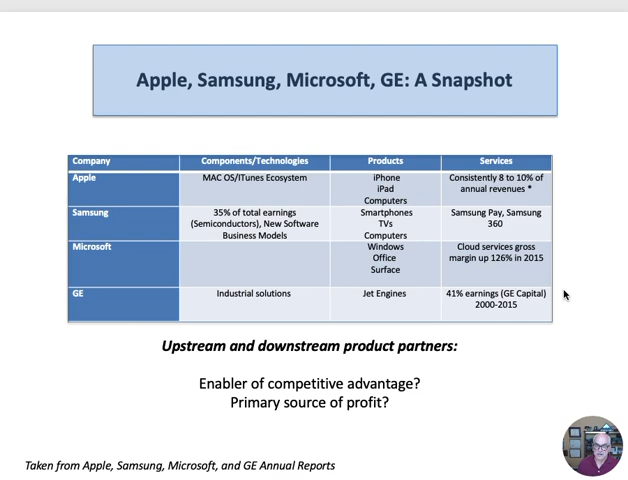 Apple, Samsung, Microsoft, GE: A Snapshot
Company Components/Technologies Products Services
Apple MAC OS/ITunes Ecosystem iPhone Consistently 8 to 10% of
iPad annual revenues *
Computers
Samsung 35% of total earnings Smartphones Samsung Pay, Samsung
(Semiconductors), New Software TVs 360
Business Models Computers
Microsoft Windows Cloud services gross
Office margin up 126% in 2015
Surface
GE Industrial solutions Jet Engines 41% earnings (GE Capital)
2000-2015
Upstream and downstream product partners:
Enabler of competitive advantage?
Primary source of profit?
Taken from Apple, Samsung, Microsoft, and GE Annual Reports